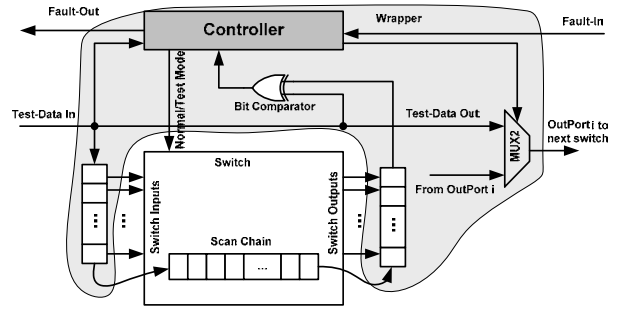 Fault-Out
Wrapper
Fault-In
Controller
Normal/Test Mode
Bit Comparator
Test-Data In
Test-Data Out
MUX2
OutPort i to
next switch
From OutPort i
Switch
Switch Inputs
Switch Outputs
...
...
...
...
Scan Chain
...